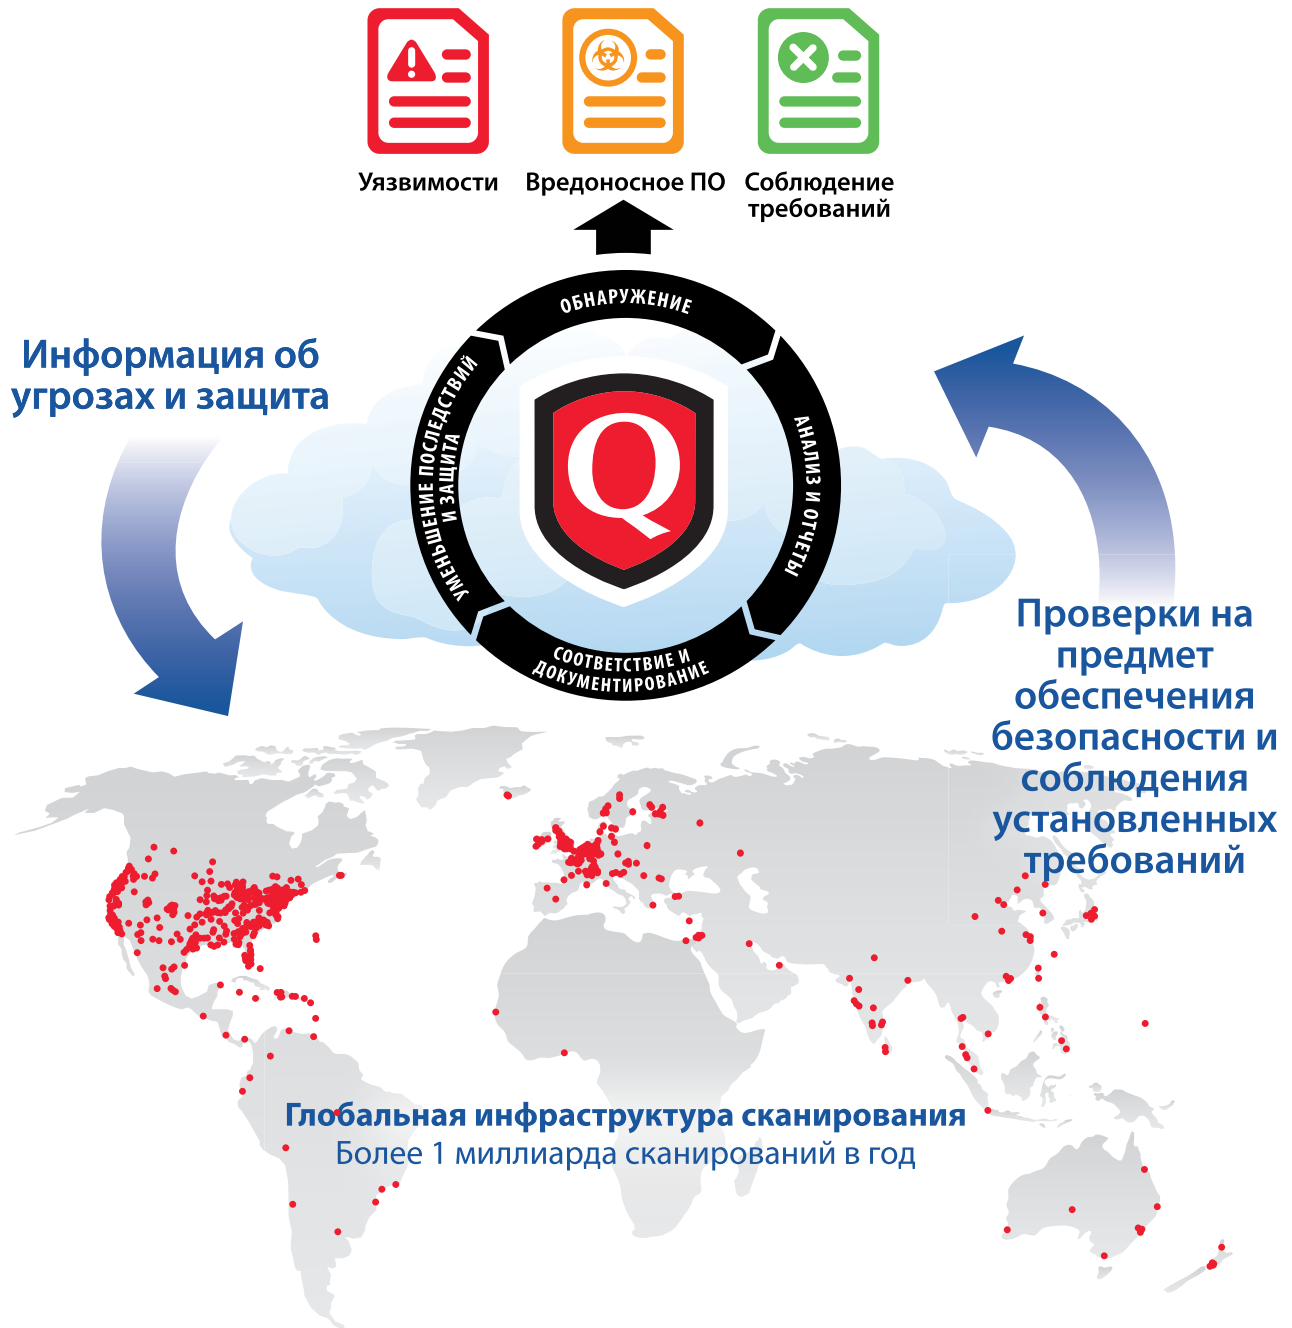 Уязвимости
Вредоносное ПО
Соблюдение
требований
ОБНАРУЖЕНИЕ
АНАЛИЗ И ОТЧЕТЫ
СООТВЕТСТВИЕ И
ДОКУМЕНТИРОВАНИЕ
УМЕНЬШЕНИЕ ПОСЛЕДСТВИЙ
И ЗАЩИТА
Q
Информация об
угрозах и защита
Проверки на
предмет
обеспечения
безопасности и
соблюдения
установленных
требований
Глобальная инфраструктура сканирования
Более 1 миллиарда сканирований в год